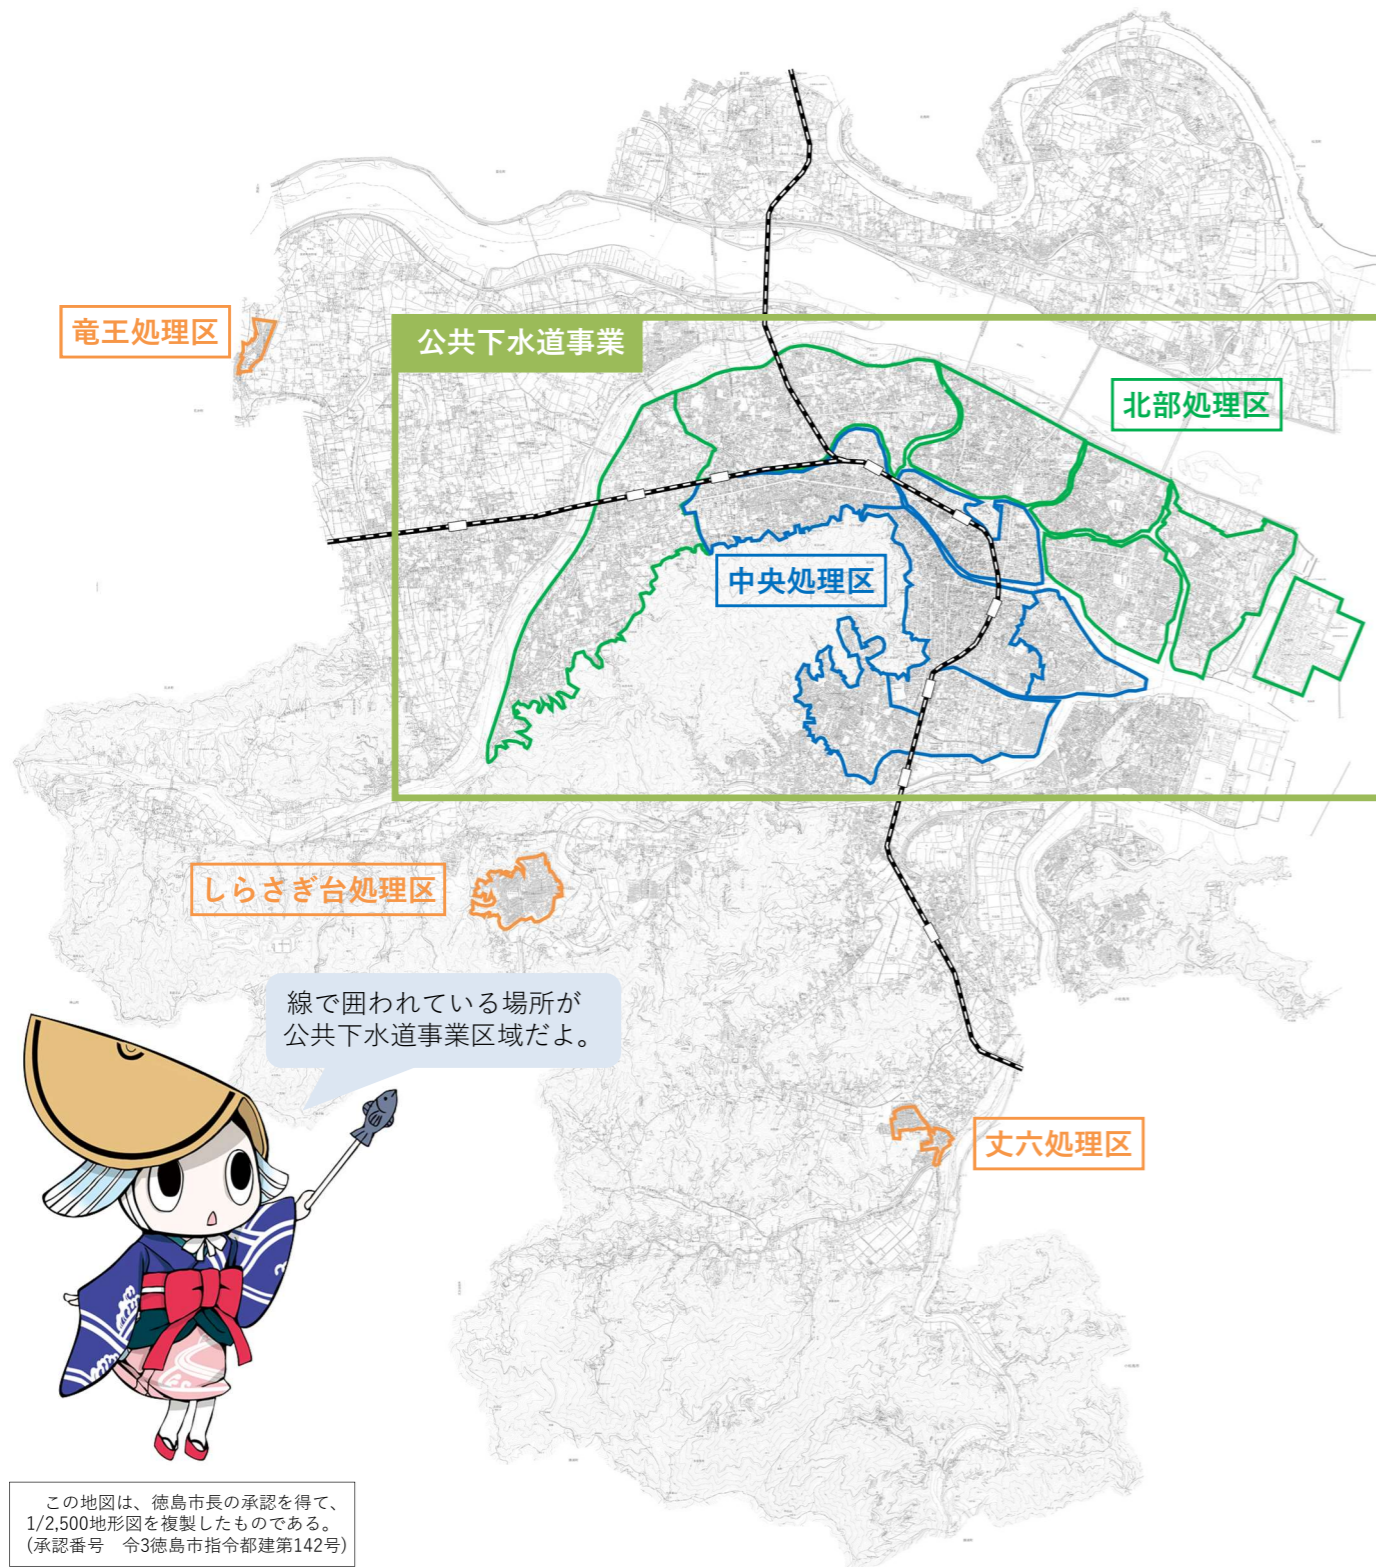 竜王処理区
公共下水道事業
北部処理区
中央処理区
しらさぎ台処理区
線で囲われている場所が
公共下水道事業区域だよ。
丈六処理区
この地図は、徳島市長の承認を得て、
1/2,500地形図を複製したものである。
(承認番号　令3徳島市指令都建第142号)